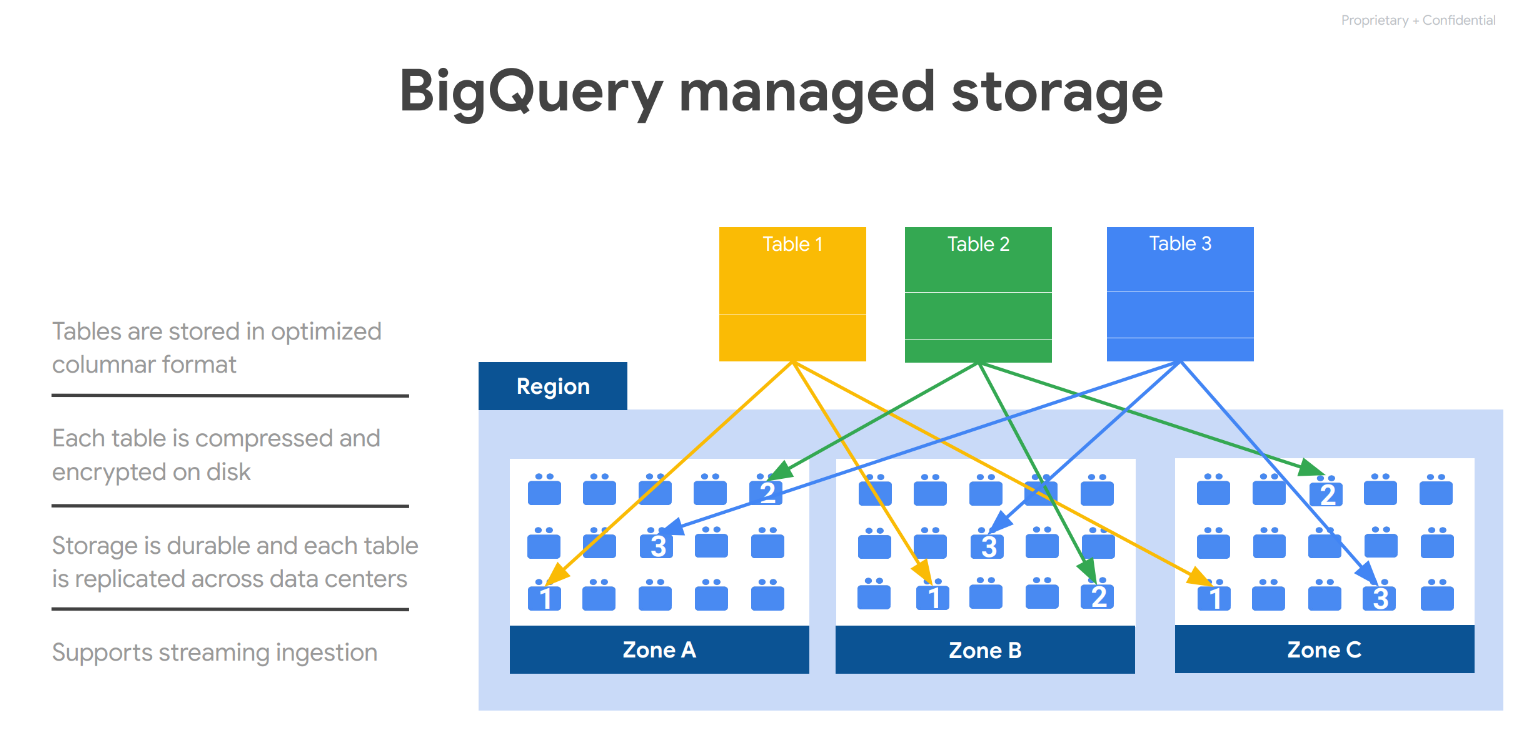 Proprietary + Confidential
BigQuery managed storage
Table 1
Table 2
Table 3
Tables are stored in optimized
columnar format
Each table is compressed and
encrypted on disk
Storage is durable and each table
is replicated across data centers
Supports streaming ingestion
Region
2
3
1
Zone A
3
1
2
Zone B
2
1
3
Zone C